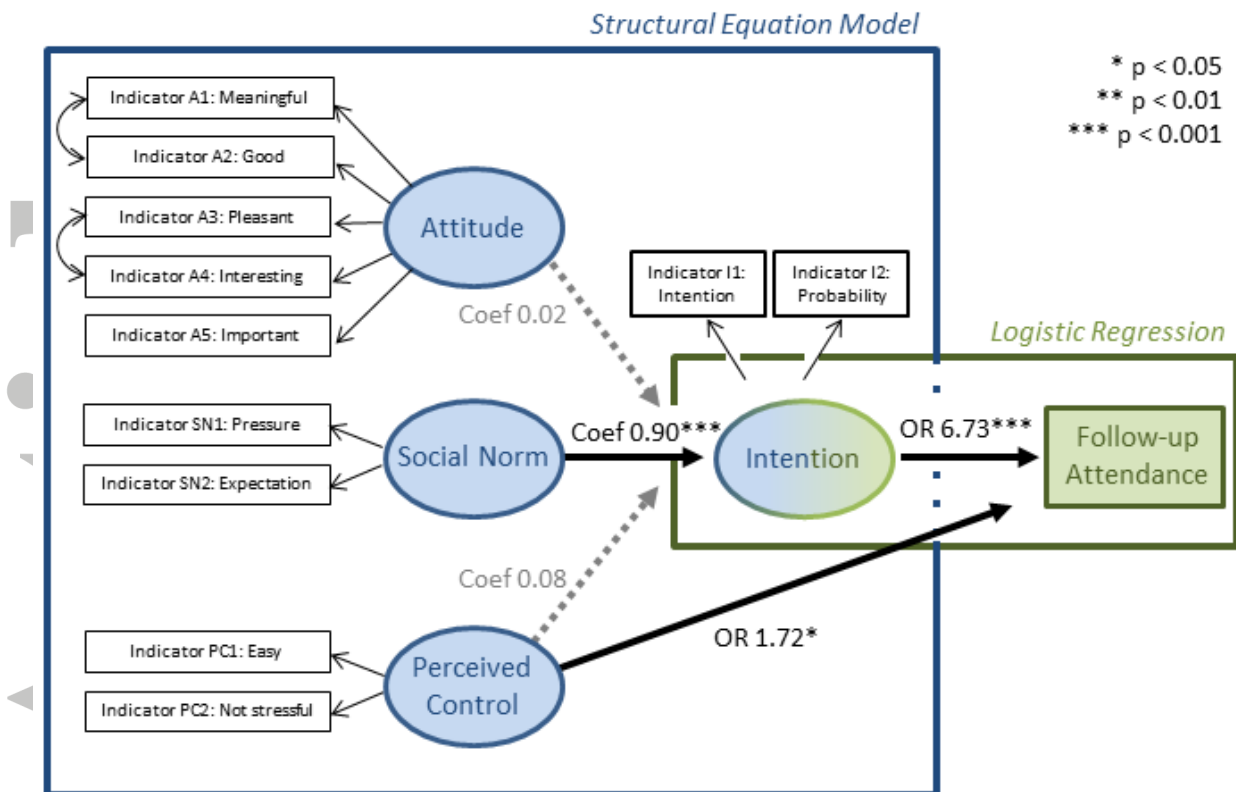 Structural Equation Model
* p < 0.05
** p < 0.01
*** p < 0.001
Indicator A1: Meaningful
Indicator A2: Good
Indicator A3: Pleasant
Indicator A4: Interesting
Indicator A5: Important
Attitude
Coef 0.02
Indicator I1:
Intention
Indicator I2:
Probability
Logistic Regression
Indicator SN1: Pressure
Indicator SN2: Expectation
Social Norm
Coef 0.90***
Intention
OR 6.73***
Follow-up
Attendance
Coef 0.08
OR 1.72*
Indicator PC1: Easy
Indicator PC2: Not stressful
Perceived
Control